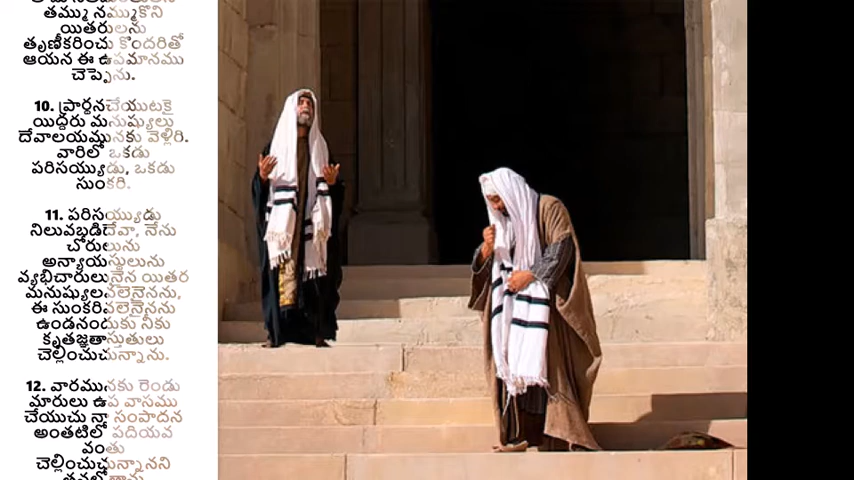 తమ్ము నమ్ముకొని
యితరులను
తృణీకరించు కొందరితో
ఆయన ఈ ఉపమానము
చెప్పెను.
10. ప్రార్థనచేయుటకై
యిద్దరు మనుష్యులు
దేవాలయమునకు వెళ్లిరి.
వారిలో ఒకడు
పరిసయ్యుడు, ఒకడు
సుంకరి.
11. పరిసయ్యుడు
నిలువబడిదేవా, నేను
చోరులును
అన్యాయస్తులును
వ్యభిచారులునైన యితర
మనుష్యులవలెనైనను,
ఈ సుంకరివలెనైనను
ఉండనందుకు నీకు
కృతజ్ఞతాస్తుతులు
చెల్లించుచున్నాను.
12. వారమునకు రెండు
మారులు ఉప వాసము
చేయుచు నా సంపాదన
అంతటిలో పదియవ
వంతు
చెల్లించుచున్నానని